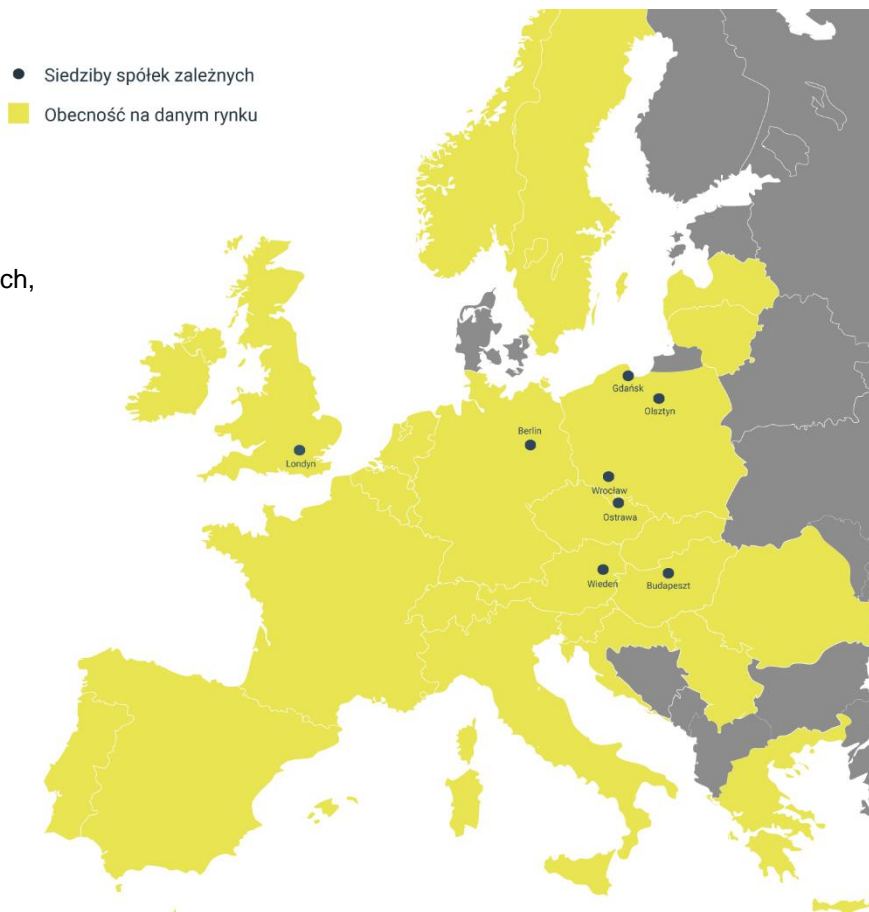 Siedziby spółek zależnych
Obecność na danym rynku
ch,
Gdańsk
Olsztyn
Berlin
Londyn
Wrocław
Ostrawa
Wiedeń
Budapeszt